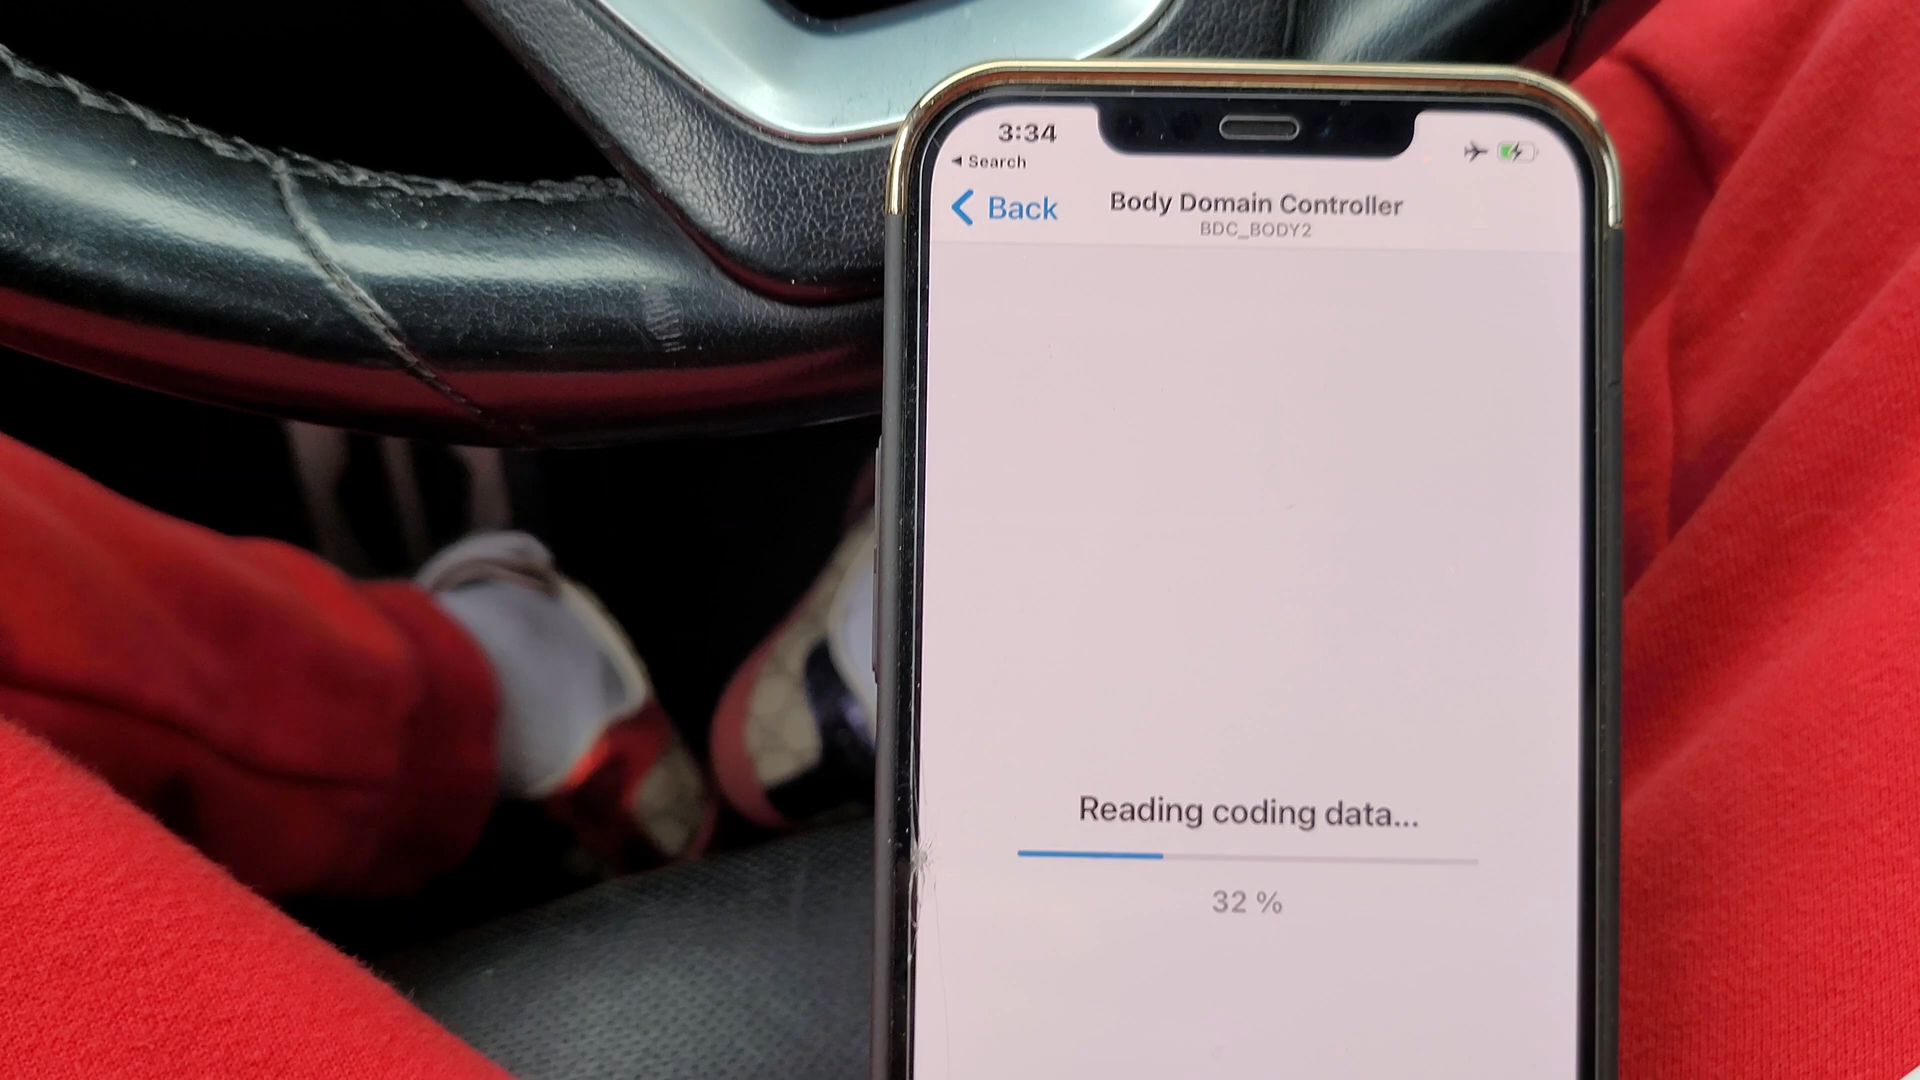 3:34
Search
Back
Body Domain Controller
BDC_BODY2
Reading coding data...
32 %